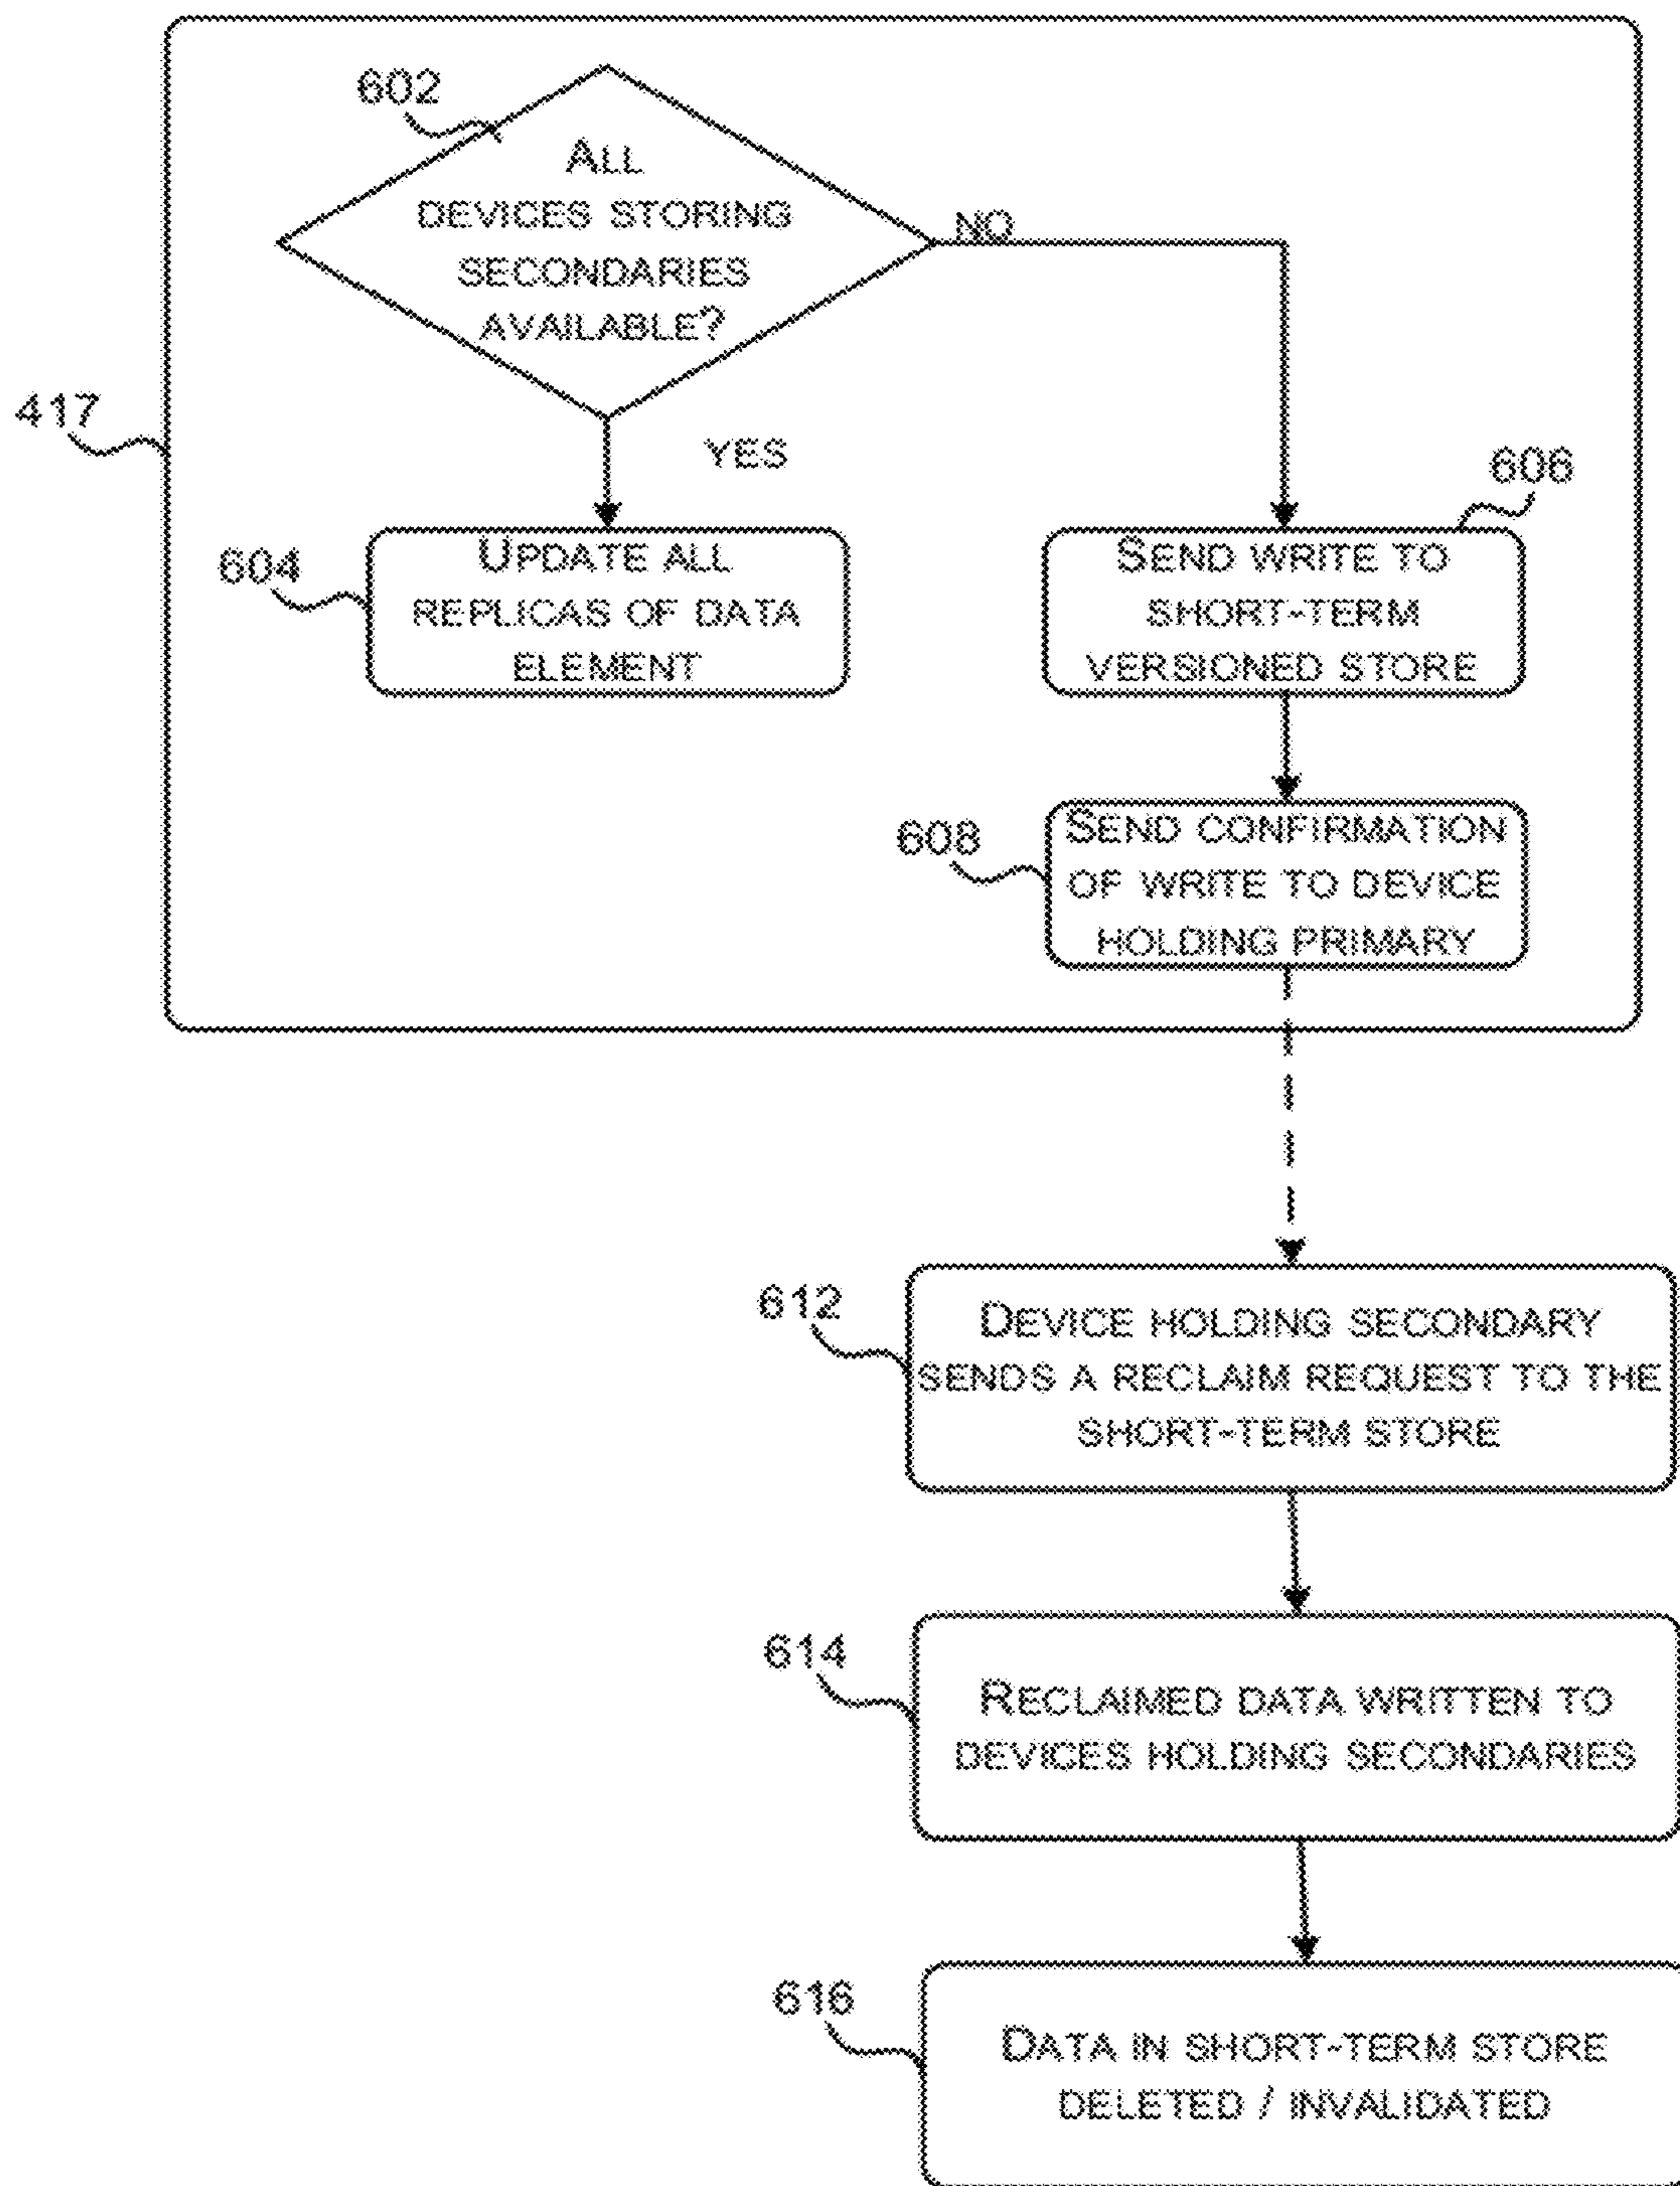 602
ALL
DEVICES STORING
SECONDARIES
AVAILABLE?
NO
417
YES
606
604
UPDATE ALL
REPLICAS OF DATA
ELEMENT
SEND WRITE TO
SHORT-TERM
VERSIONED STORE
608
SEND CONFIRMATION
OF WRITE TO DEVICE
HOLDING PRIMARY
612
DEVICE HOLDING SECONDARY
SENDS A RECLAIM REQUEST TO THE
SHORT-TERM STORE
614
RECLAIMED DATA WRITTEN TO
DEVICES HOLDING SECONDARIES
616
DATA IN SHORT-TERM STORE
DELETED / INVALIDATED